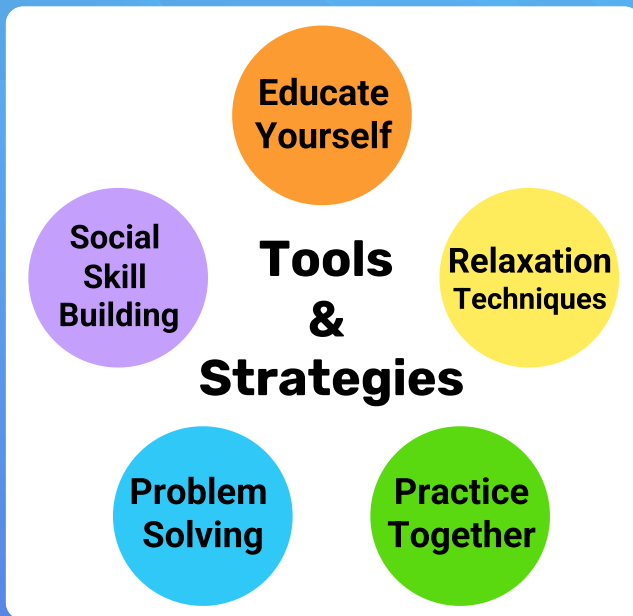 Educate
Yourself
Social
Skill
Building
Tools
&
Strategies
Relaxation
Techniques
Problem
Solving
Practice
Together